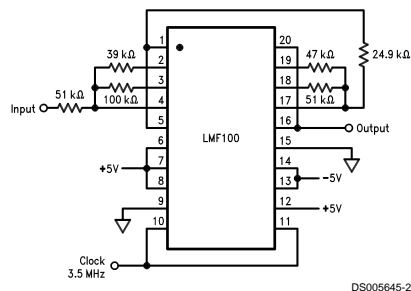 1 20
39 kΩ 2 19 47 kΩ
24.9 kΩ
3 18
51 kΩ 100 kΩ 51 kΩ
Input 4 17
5 16 Output
LMF100
6 15
+5V 7 14 -5V
8 13
9 12 +5V
10 11
Clock
3.5 MHz
DS005645-2